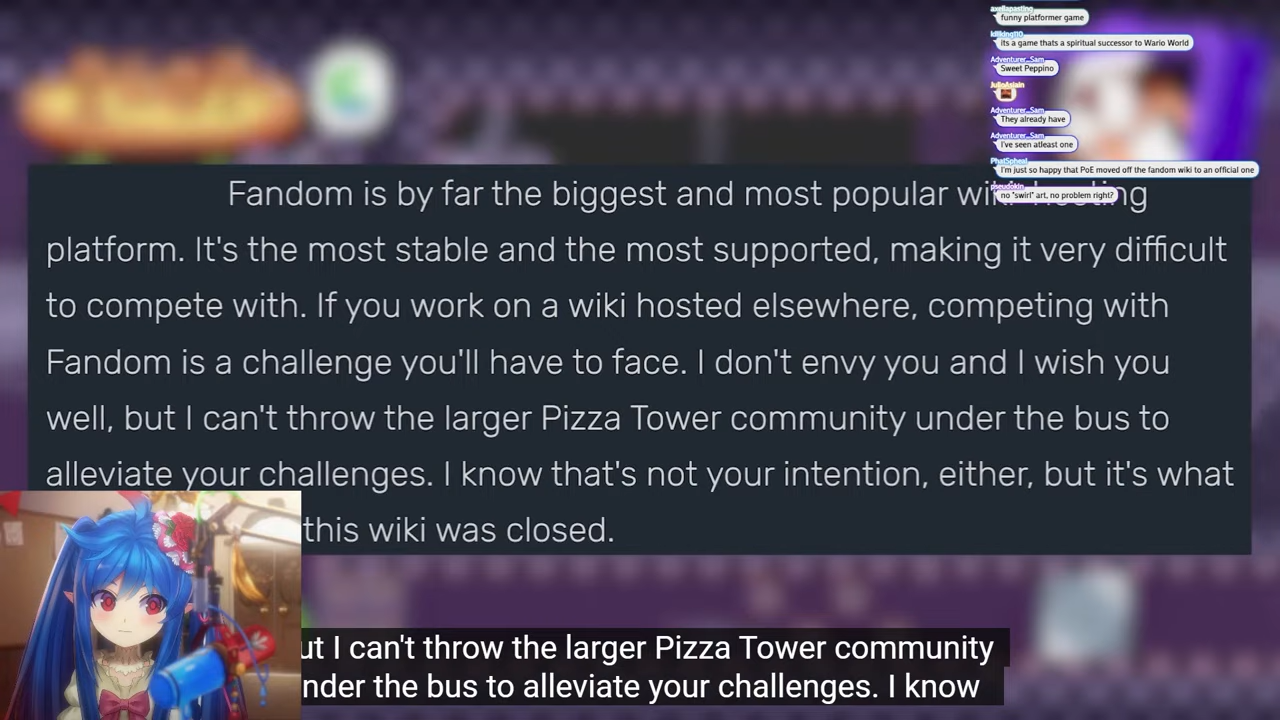 axellapasting
funny platformer game
its a game thats a spiritual successor to Wario World
Adventurer_Sam
Sweet Peppino
Adventurer_Sam
They already have
Adventurer_Sam
I've seen atleast one
PhatSpheal
I'm just so happy that PoE moved off the fandom wiki to an official one
pseudokin
no *swirl* art, no problem right?
Fandom is by far the biggest and most popular wiki hosting
platform. It's the most stable and the most supported, making it very difficult
to compete with. If you work on a wiki hosted elsewhere, competing with
Fandom is a challenge you'll have to face. I don't envy you and I wish you
well, but I can't throw the larger Pizza Tower community under the bus to
alleviate your challenges. I know that's not your intention, either, but it's what
this wiki was closed.
ut I can't throw the larger Pizza Tower community
nder the bus to alleviate your challenges. I know